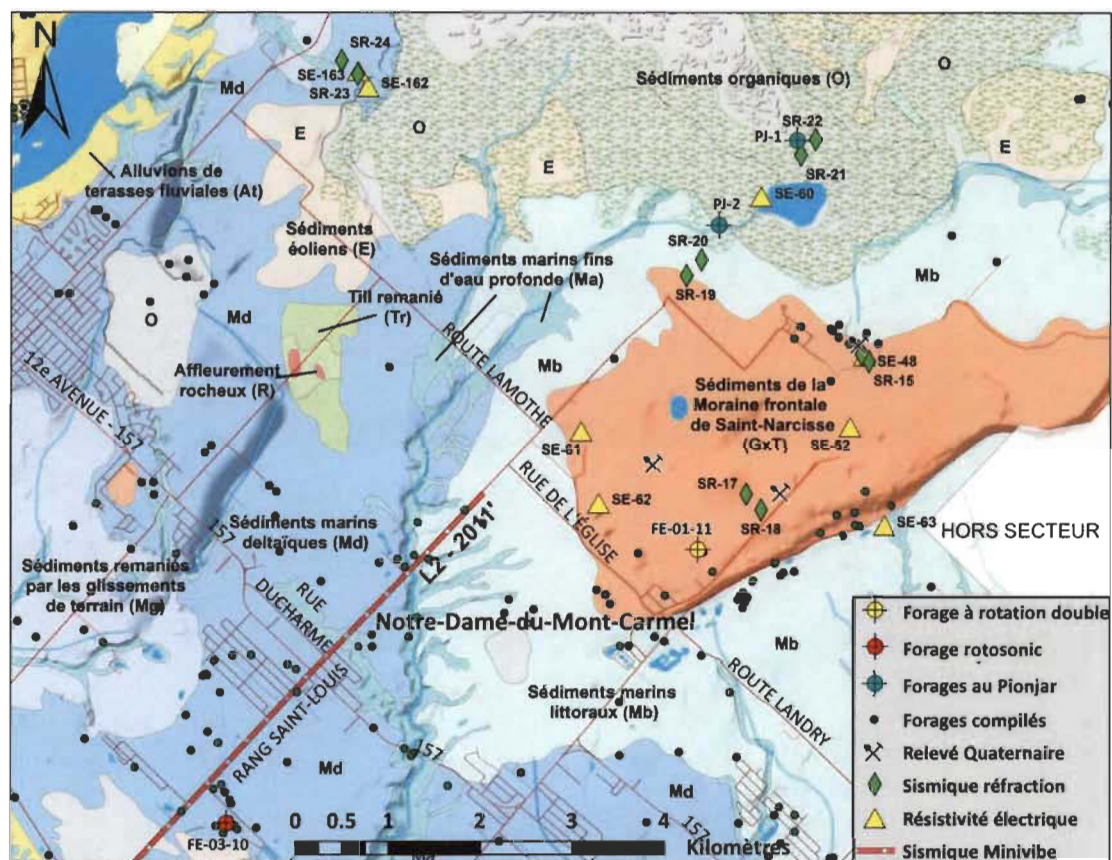 N
SR-24
SE-163
SR-23
SE-162
Md
E
O
Sédiments organiques (O)
O
SR-22
PJ-1
SR-21
E
E
SE-60
PJ-2
Alluvions de
terasses fluviales (At)
Sédiments
éoliens (E)
Sédiments marins fins
d'eau profonde (Ma)
SR-20
SR-19
Mb
O
Md
Till remanié
(Tr)
ROUTE LAMOTHE
Mb
Affleurement
rocheux (R)
12e AVENUE - 157
SE-48
SR-15
Sédiments de la
Moraine frontale
de Saint-Narcisse
(GxT)
SE-61
SE-52
RUE DE L'ÉGLISE
SE-62
SR-17
SR-18
FE-01-11
SE-63
HORS SECTEUR
157
Sédiments marins
deltaïques (Md)
L2 - 2011'
Sédiments remaniés
par les glissements
de terrain (Mg)
RUE
DUCHARME
Notre-Dame-du-Mont-Carmel
Mb
ROUTE LANDRY
Sédiments merins
littoraux (Mb)
RANG SAINT-LOUIS
157
Md
Md
157
FE-03-10
0 0.5 1 2 3 4
Kilomètres
Forage à rotation double
Forage rotosonic
Forages au Pionjar
Forages compilés
Relevé Quaternaire
Sismique réfraction
Résistivité électrique
Sismique Minivibe